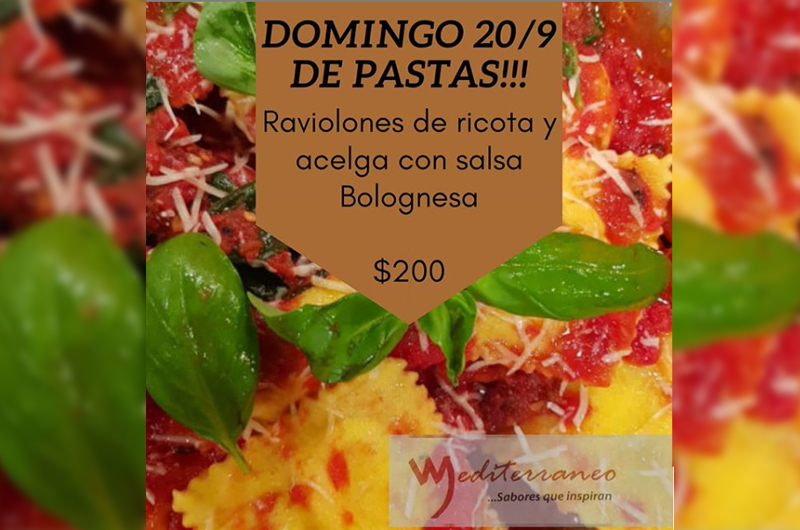 DOMINGO 20/9
DE PASTAS!!!
Raviolones de ricota y
acelga con salsa
Bolognesa
$200
Mediterraneo
...Sabores que inspiran